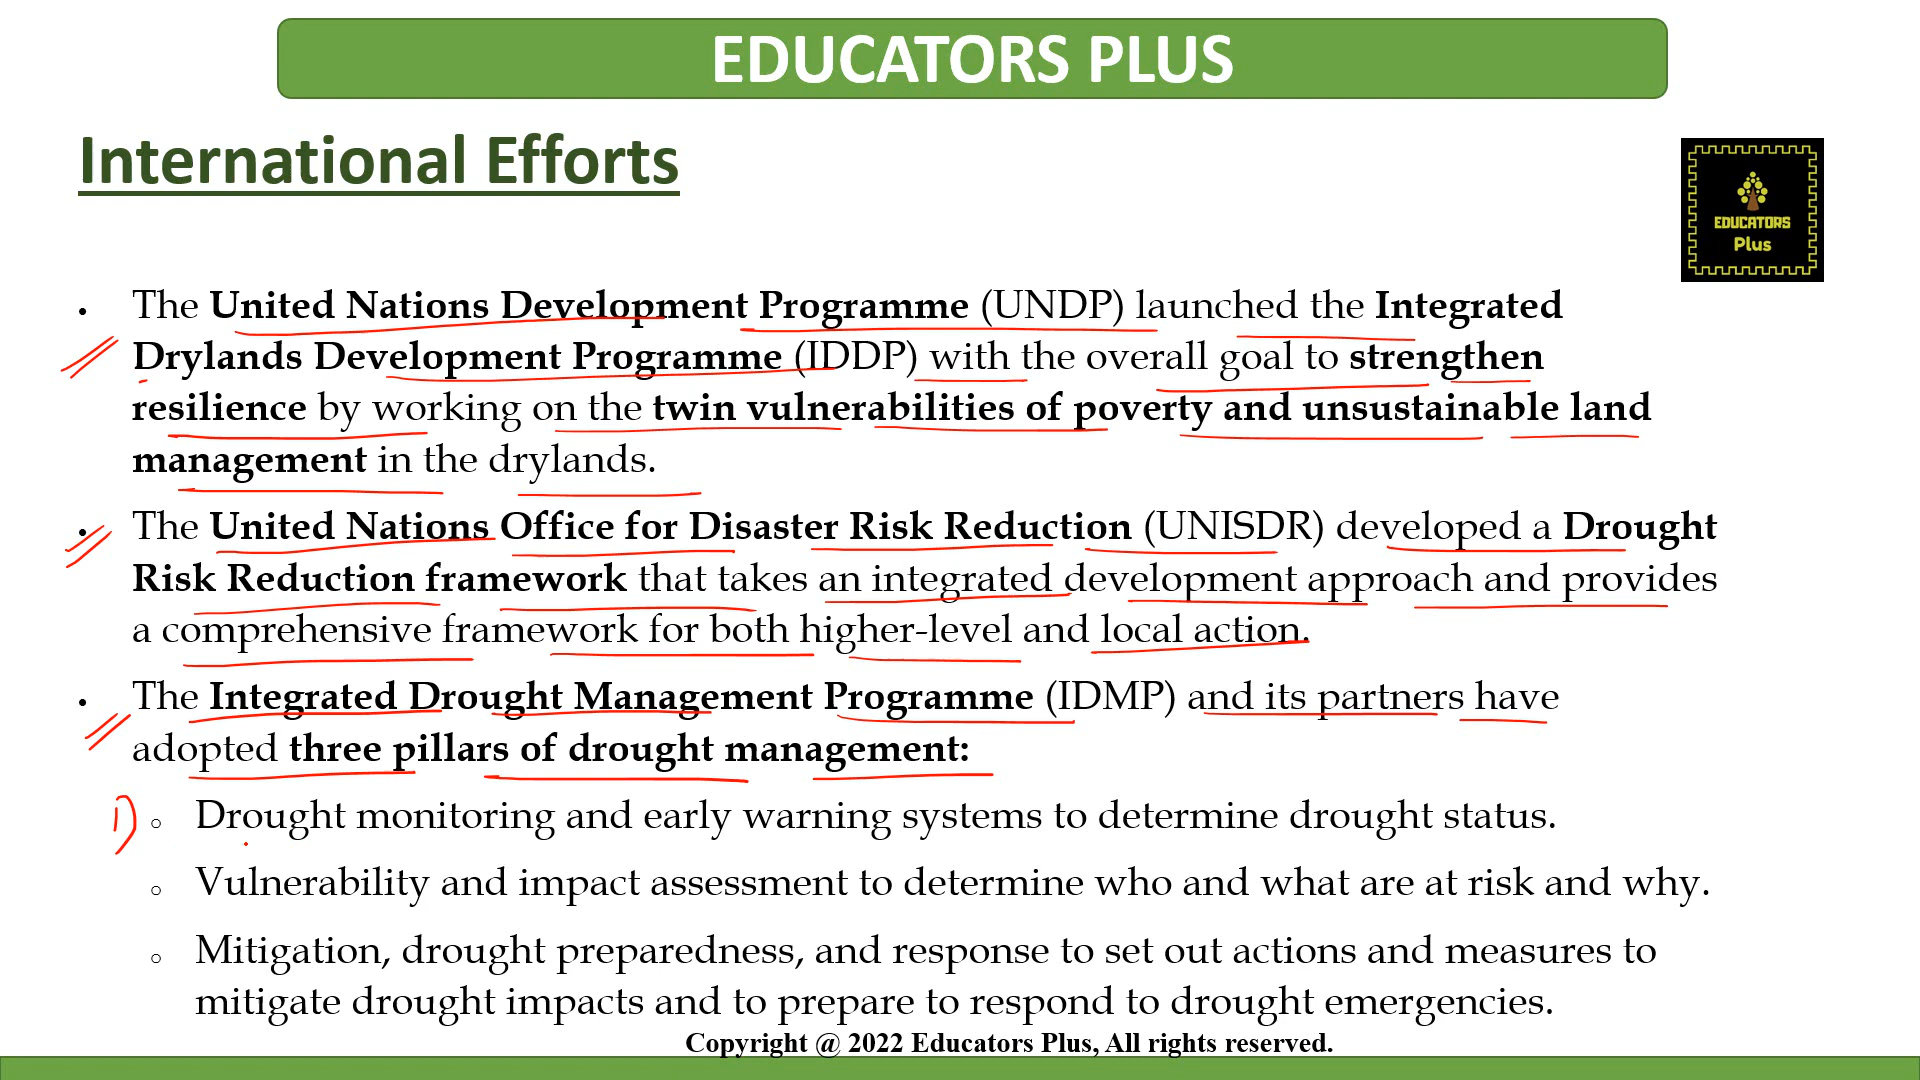 EDUCATORS PLUS
International Efforts
EDUCATORS
Plus
• The United Nations Development Programme (UNDP) launched the Integrated
Drylands Development Programme (IDDP) with the overall goal to strengthen
resilience by working on the twin vulnerabilities of poverty and unsustainable land
management in the drylands.
• The United Nations Office for Disaster Risk Reduction (UNISDR) developed a Drought
Risk Reduction framework that takes an integrated development approach and provides
a comprehensive framework for both higher-level and local action.
• The Integrated Drought Management Programme (IDMP) and its partners have
adopted three pillars of drought management:
1) ○ Drought monitoring and early warning systems to determine drought status.
○ Vulnerability and impact assessment to determine who and what are at risk and why.
○ Mitigation, drought preparedness, and response to set out actions and measures to
mitigate drought impacts and to prepare to respond to drought emergencies.
Copyright @ 2022 Educators Plus, All rights reserved.